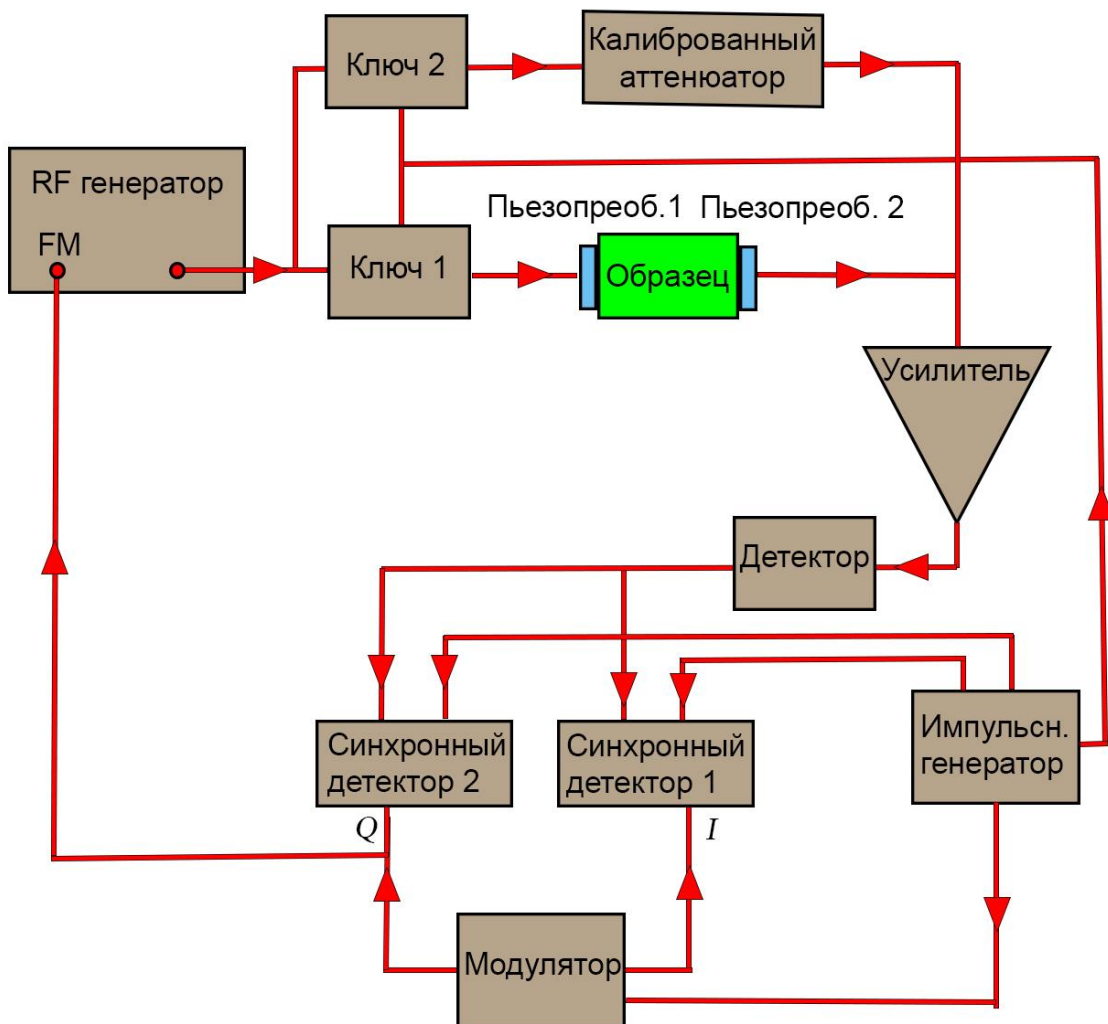 Ключ 2
Калиброванный
аттенюатор
RF генератор
FM
Ключ 1
Пьезопреоб.1
Пьезопреоб. 2
Образец
Усилитель
Детектор
Синхронный
детектор 2
Синхронный
детектор 1
Импульсн.
генератор
Q
I
Модулятор